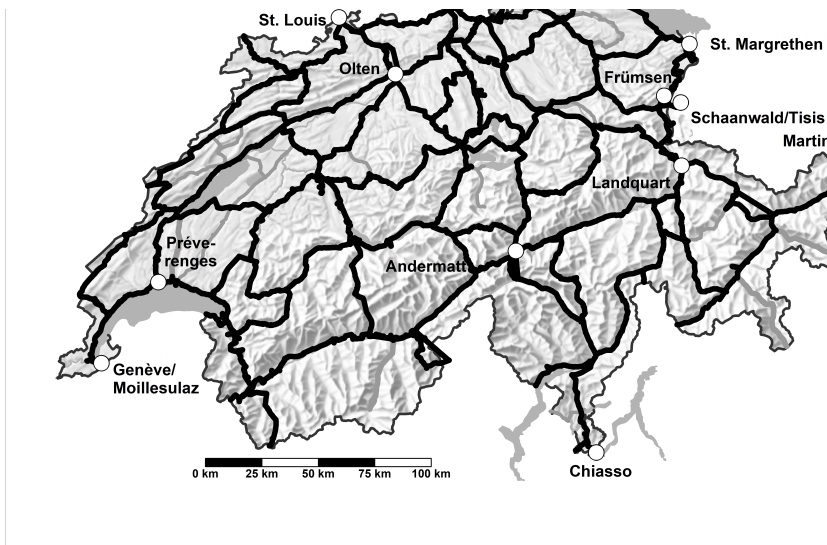 St. Louis
St. Margrethen
Olten
Frümsen
Schaanwald/Tisis
Martin
Landquart
Préve-
renges
Andermatt
Genève/
Moillesulaz
0 km 25 km 50 km 75 km 100 km
Chiasso